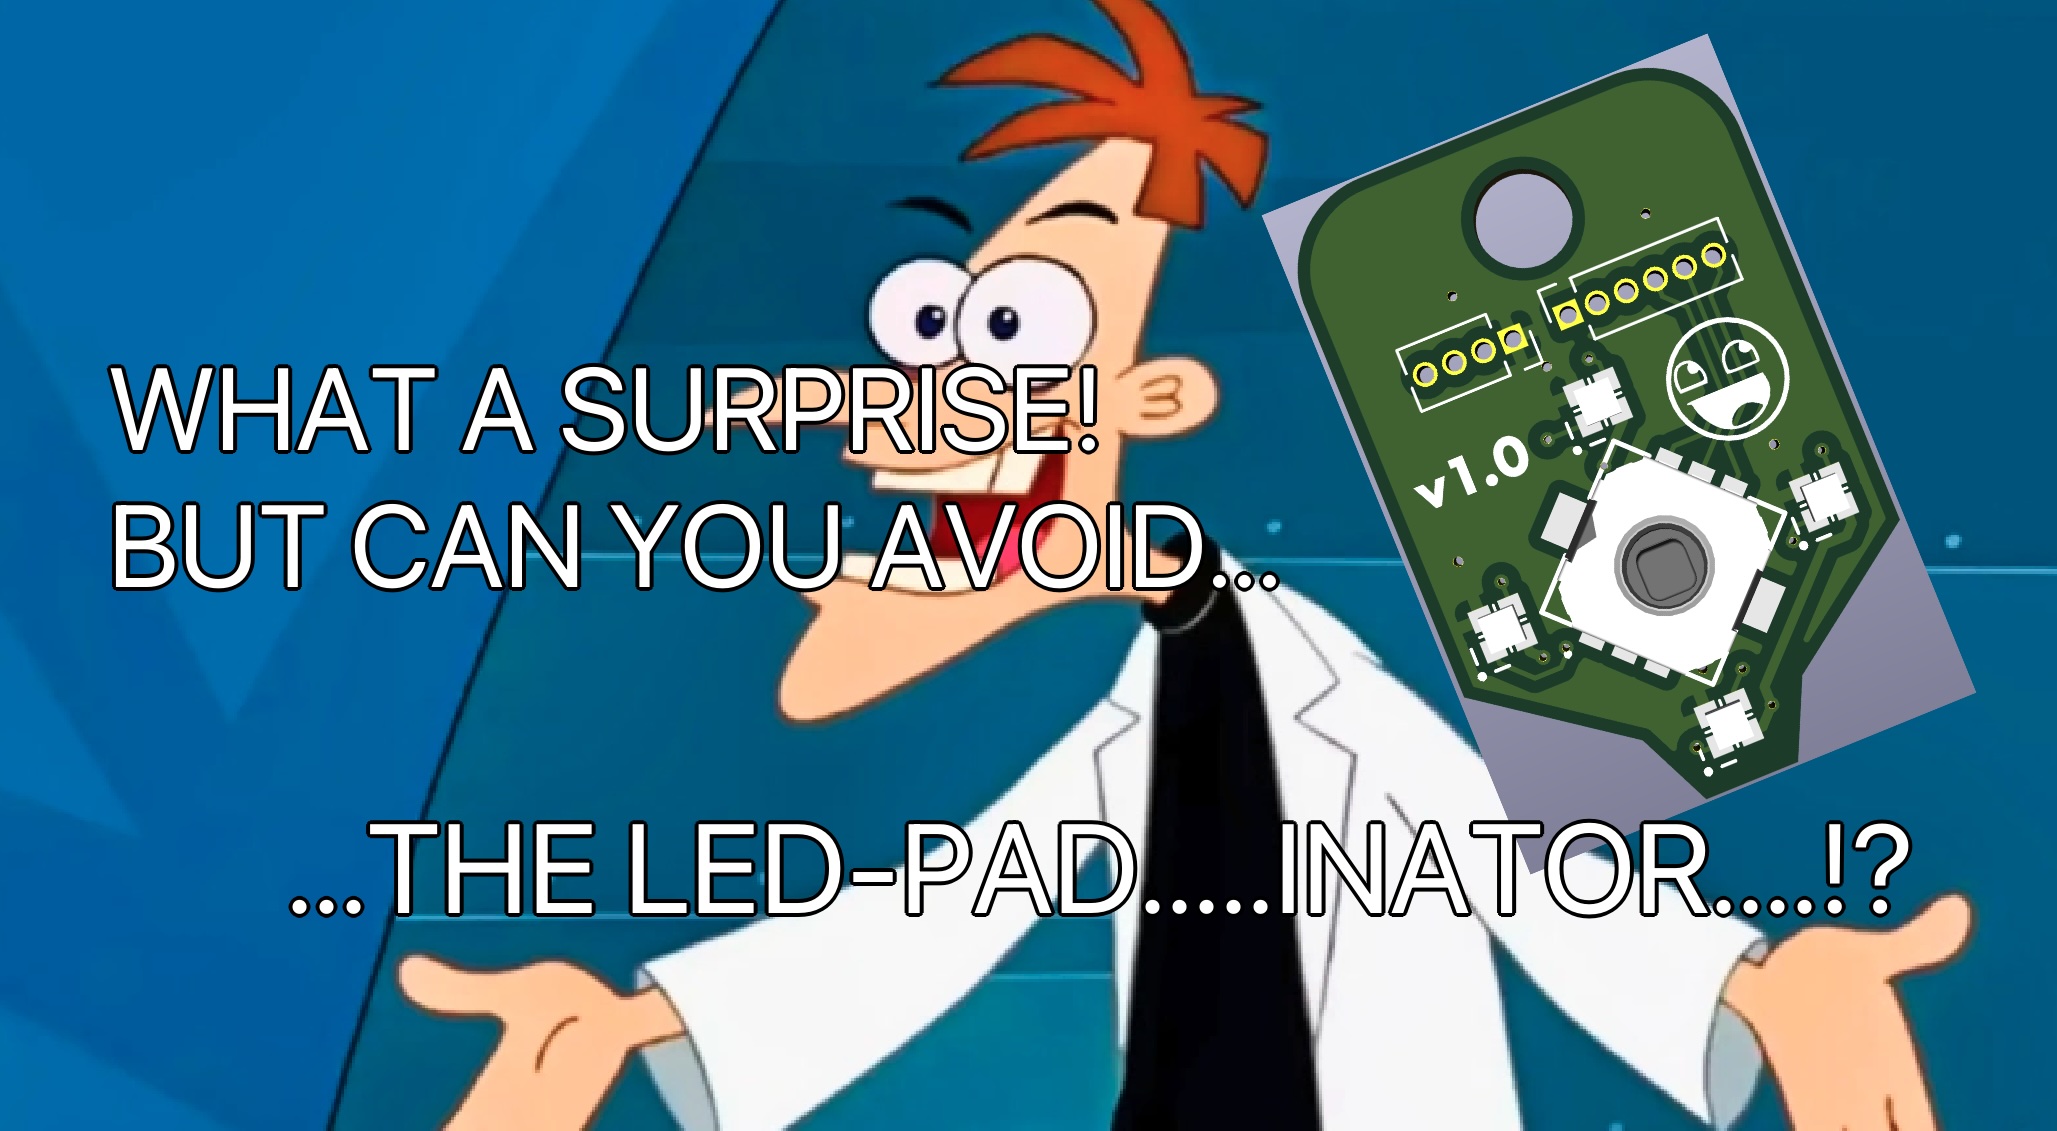 WHAT A SURPRISE!
BUT CAN YOU AVOID...
v1.0
...THE LED-PAD.....INATOR....!?